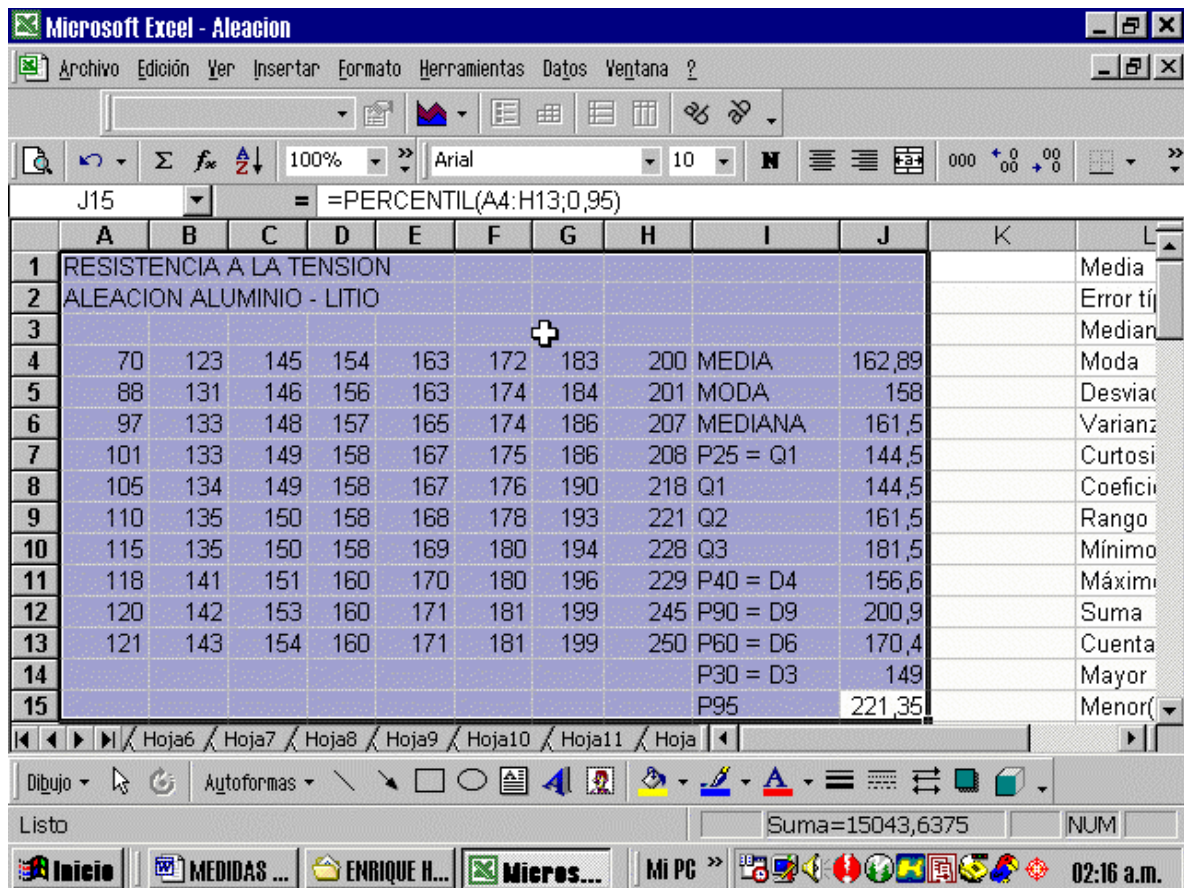 Microsoft Excel - Aleacion
Archivo Edición Ver Insertar Formato Herramientas Datos Ventana ?
100% Arial 10 N 000
J15 = =PERCENTIL(A4:H13;0,95)
A B C D E F G H I J K L
1 RESISTENCIA A LA TENSION Media
2 ALEACION ALUMINIO - LITIO Error tí
3 Median
4 70 123 145 154 163 172 183 200 MEDIA 162,89 Moda
5 88 131 146 156 163 174 184 201 MODA 158 Desviac
6 97 133 148 157 165 174 186 207 MEDIANA 161,5 Varianz
7 101 133 149 158 167 175 186 208 P25 = Q1 144,5 Curtosi
8 105 134 149 158 167 176 190 218 Q1 144,5 Coefici
9 110 135 150 158 168 178 193 221 Q2 161,5 Rango
10 115 135 150 158 169 180 194 228 Q3 181,5 Mínimo
11 118 141 151 160 170 180 196 229 P40 = D4 156,6 Máxim
12 120 142 153 160 171 181 199 245 P90 = D9 200,9 Suma
13 121 143 154 160 171 181 199 250 P60 = D6 170,4 Cuenta
14 P30 = D3 149 Mayor
15 P95 221,35 Menor(
Hoja6 Hoja7 Hoja8 Hoja9 Hoja10 Hoja11 Hoja
Dibujo Autoformas
Listo Suma=15043,6375 NUM
Inicio MEDIDAS ... ENRIQUE H... Micros... Mi PC » 02:16 a.m.